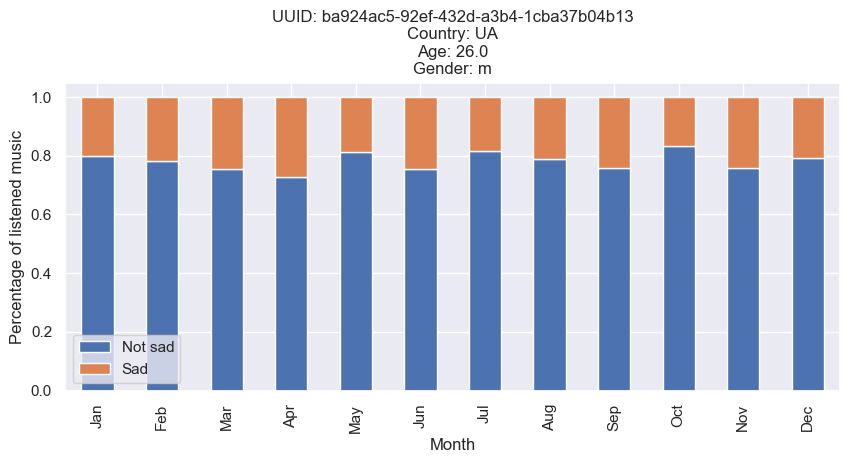 UUID: ba924ac5-92ef-432d-a3b4-1cba37b04b13
Country: UA
Age: 26.0
Gender: m
Percentage of listened music
1.0
0.8
0.6
0.4
0.2
0.0
Not sad
Sad
Jan Feb Mar Apr May Jun Jul Aug Sep Oct Nov Dec
Month